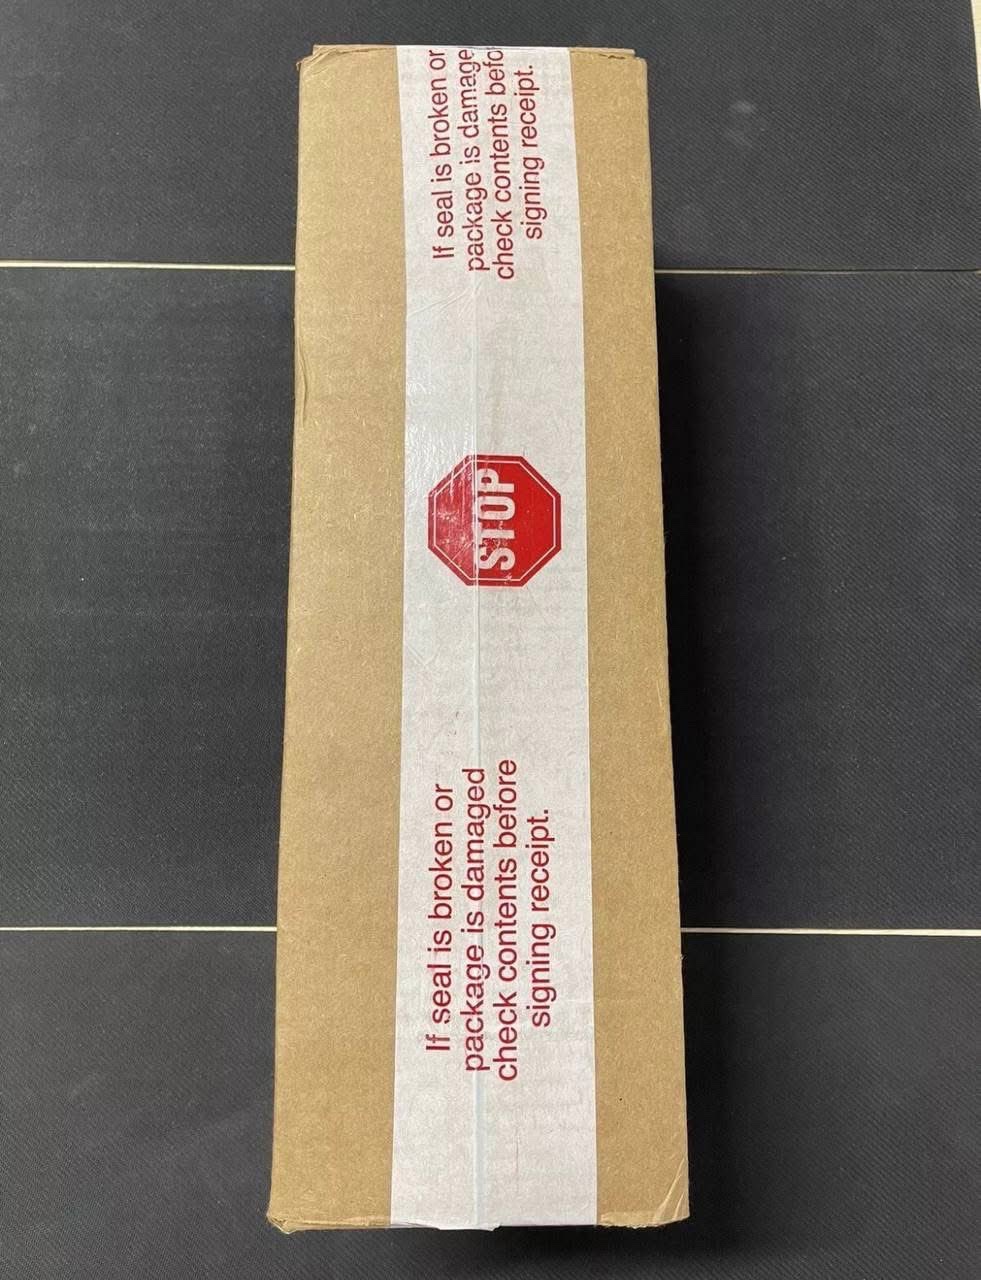 If seal is broken or
package is damaged
check contents before
signing receipt.
STOP
If seal is broken or
package is damage
check contents befo
signing receipt.